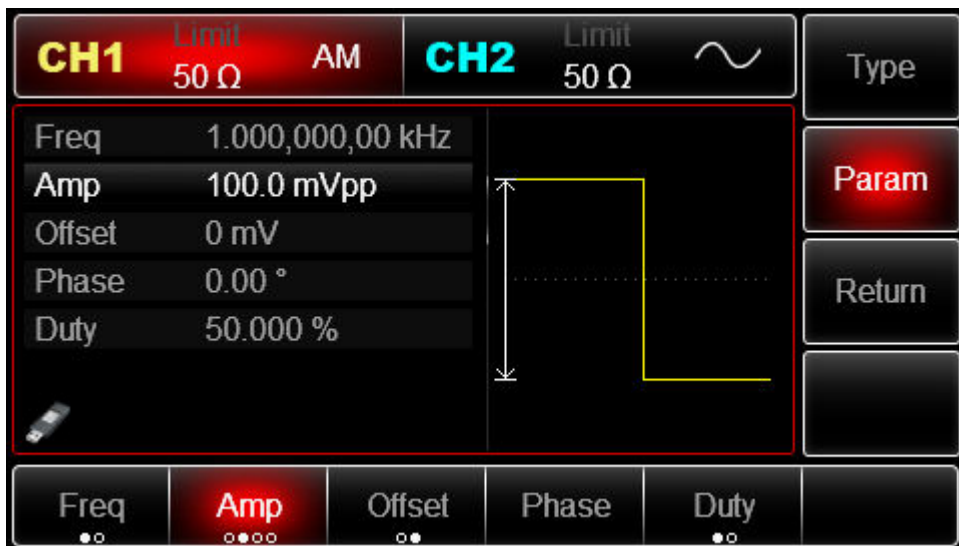 CH1 Limit 50 Ω AM CH2 Limit 50 Ω
Type
Freq 1.000,000,00 kHz
Amp 100.0 mVpp
Param
Offset 0 mV
Phase 0.00 °
Return
Duty 50.000 %
Freq Amp Offset Phase Duty